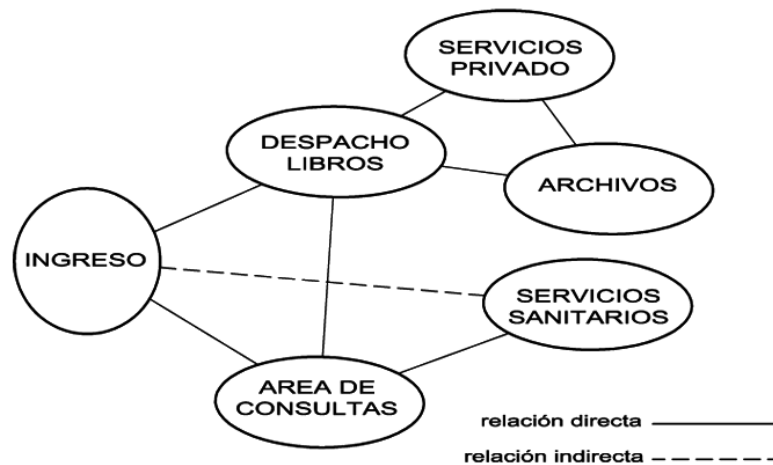 SERVICIOS
PRIVADO
DESPACHO
LIBROS
ARCHIVOS
INGRESO
SERVICIOS
SANITARIOS
AREA DE
CONSULTAS
relación directa
relación indirecta